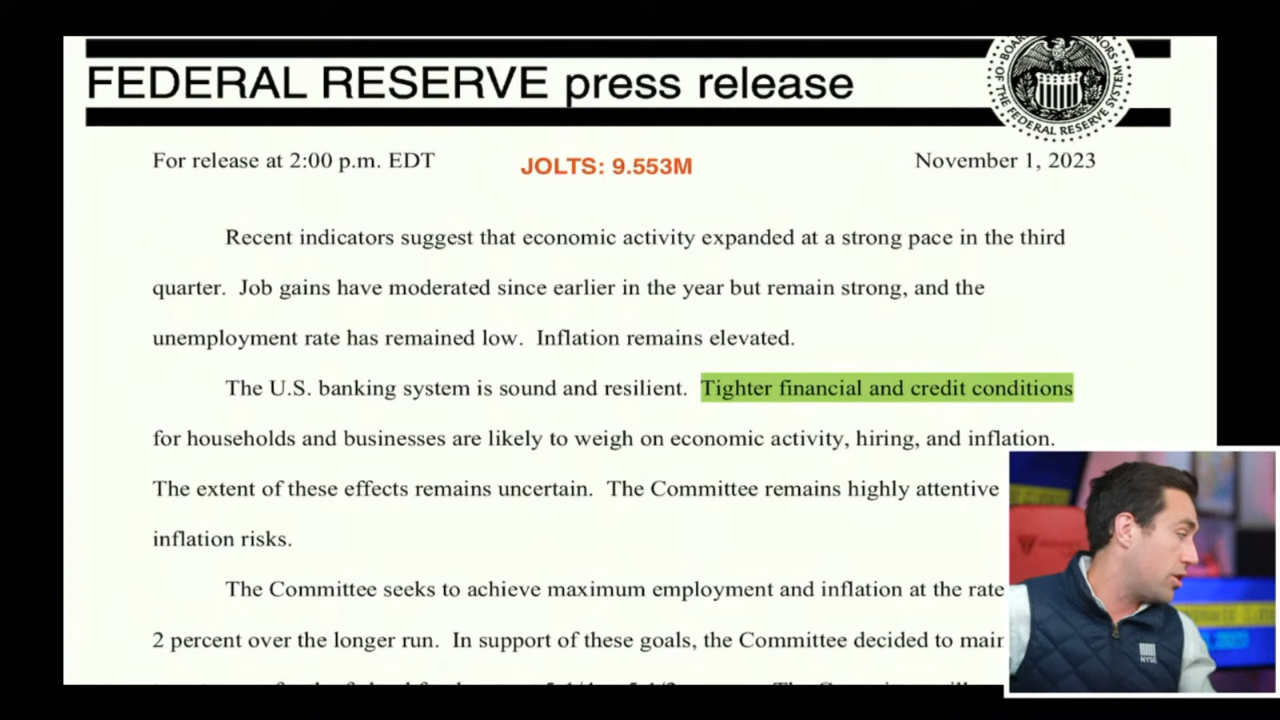 FEDERAL RESERVE press release
For release at 2:00 p.m. EDT JOLTS: 9.553M November 1, 2023
Recent indicators suggest that economic activity expanded at a strong pace in the third
quarter. Job gains have moderated since earlier in the year but remain strong, and the
unemployment rate has remained low. Inflation remains elevated.
The U.S. banking system is sound and resilient. Tighter financial and credit conditions
for households and businesses are likely to weigh on economic activity, hiring, and inflation.
The extent of these effects remains uncertain. The Committee remains highly attentive
inflation risks.
The Committee seeks to achieve maximum employment and inflation at the rate
2 percent over the longer run. In support of these goals, the Committee decided to
NYSE